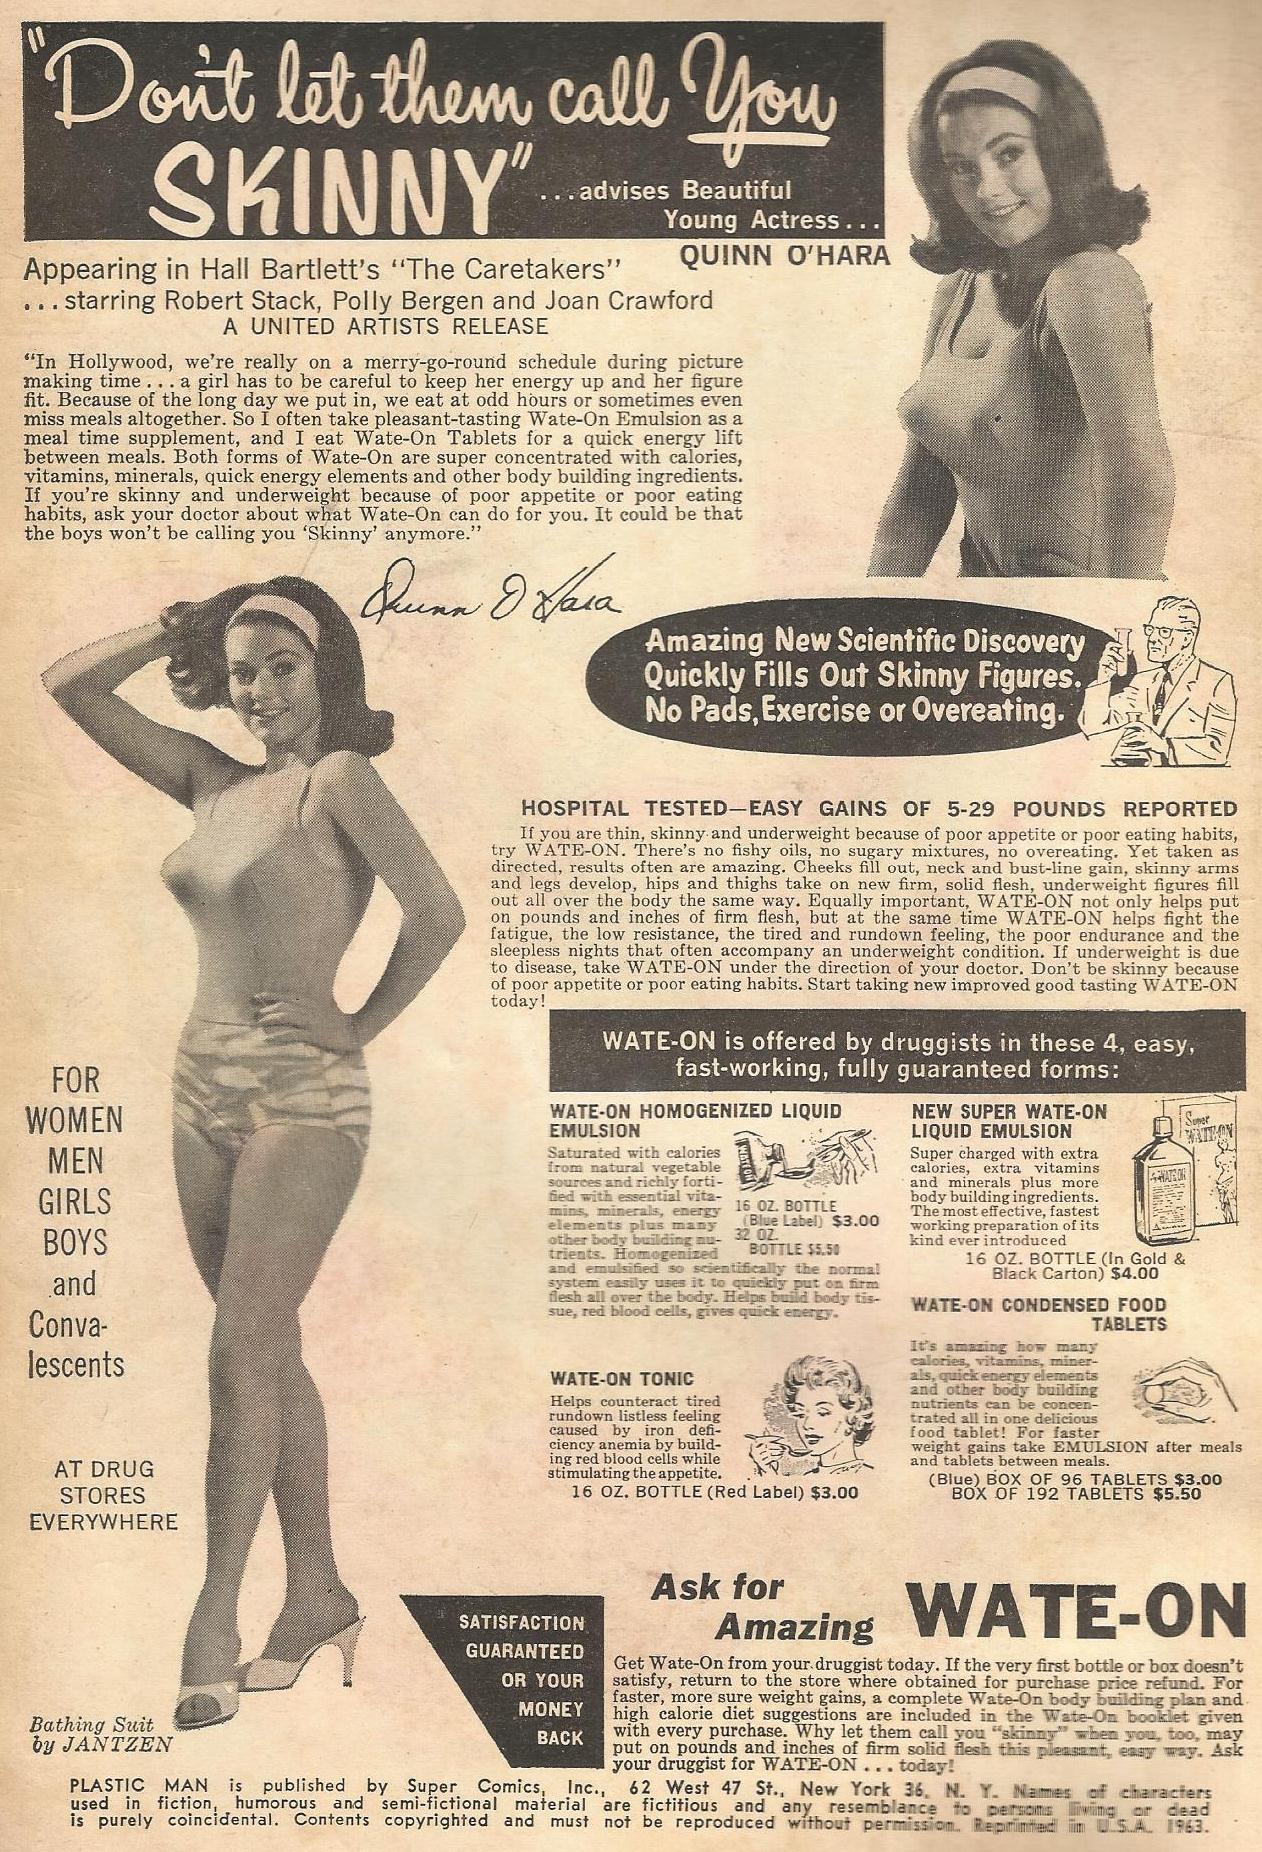 "Don't let them call You
SKINNY"
...advises Beautiful
Young Actress...
QUINN O'HARA
Appearing in Hall Bartlett's "The Caretakers"
...starring Robert Stack, Polly Bergen and Joan Crawford
A UNITED ARTISTS RELEASE
"In Hollywood, we're really on a merry-go-round schedule during picture
making time...a girl has to be careful to keep her energy up and her figure
fit. Because of the long day we put in, we eat at odd hours or sometimes even
miss meals altogether. So I often take pleasant-tasting Wate-On Emulsion as a
meal time supplement, and I eat Wate-On Tablets for a quick energy lift
between meals. Both forms of Wate-On are super concentrated with calories,
vitamins, minerals, quick energy elements and other body building ingredients.
If you're skinny and underweight because of poor appetite or poor eating
habits, ask your doctor about what Wate-On can do for you. It could be that
the boys won't be calling you 'Skinny' anymore."
Quinn O'Hara
Amazing New Scientific Discovery
Quickly Fills Out Skinny Figures.
No Pads, Exercise or Overeating.
HOSPITAL TESTED—EASY GAINS OF 5-29 POUNDS REPORTED
If you are thin, skinny and underweight because of poor appetite or poor eating habits,
try WATE-ON. There's no fishy oils, no sugary mixtures, no overeating. Yet taken as
directed, results often are amazing. Cheeks fill out, neck and bust-line gain, skinny arms
and legs develop, hips and thighs take on new firm, solid flesh, underweight figures fill
out all over the body the same way. Equally important, WATE-ON not only helps put
on pounds and inches of firm flesh, but at the same time WATE-ON helps fight the
fatigue, the low resistance, the tired and rundown feeling, the poor endurance and the
sleepless nights that often accompany an underweight condition. If underweight is due
to disease, take WATE-ON under the direction of your doctor. Don't be skinny because
of poor appetite or poor eating habits. Start taking new improved good tasting WATE-ON
today!
FOR
WOMEN
MEN
GIRLS
BOYS
and
Conva-
lescents
AT DRUG
STORES
EVERYWHERE
WATE-ON is offered by druggists in these 4, easy,
fast-working, fully guaranteed forms:
WATE-ON HOMOGENIZED LIQUID
EMULSION
Saturated with calories
from natural vegetable
sources and richly forti-
fied with essential vita-
mins, minerals, energy
elements plus many
other body building nu-
trients. Homogenized
and emulsified so scientifically the normal
system easily uses it to quickly put on firm
flesh all over the body. Helps build body tis-
sue, red blood cells, gives quick energy.
16 OZ. BOTTLE
(Blue Label) $3.00
32 OZ.
BOTTLE $5.50
NEW SUPER WATE-ON
LIQUID EMULSION
Super charged with extra
calories, extra vitamins
and minerals plus more
body building ingredients.
The most effective, fastest
working preparation of its
kind ever introduced
16 OZ. BOTTLE (In Gold &
Black Carton) $4.00
Super
WATE-ON
WATE-ON
WATE-ON TONIC
Helps counteract tired
rundown listless feeling
caused by iron defi-
ciency anemia by build-
ing red blood cells while
stimulating the appetite.
16 OZ. BOTTLE (Red Label) $3.00
WATE-ON CONDENSED FOOD
TABLETS
It's amazing how many
calories, vitamins, miner-
als, quick energy elements
and other body building
nutrients can be concen-
trated all in one delicious
food tablet! For faster
weight gains take EMULSION after meals
and tablets between meals.
(Blue) BOX OF 96 TABLETS $3.00
BOX OF 192 TABLETS $5.50
Bathing Suit
by JANTZEN
SATISFACTION
GUARANTEED
OR YOUR
MONEY
BACK
Ask for
Amazing
WATE-ON
Get Wate-On from your druggist today. If the very first bottle or box doesn't
satisfy, return to the store where obtained for purchase price refund. For
faster, more sure weight gains, a complete Wate-On body building plan and
high calorie diet suggestions are included in the Wate-On booklet given
with every purchase. Why let them call you "skinny" when you, too, may
put on pounds and inches of firm solid flesh this pleasant, easy way. Ask
your druggist for WATE-ON ... today!
PLASTIC MAN is published by Super Comics, Inc., 62 West 47 St., New York 36, N. Y. Names of characters
used in fiction, humorous and semi-fictional material are fictitious and any resemblance to persons living or dead
is purely coincidental. Contents copyrighted and must not be reproduced without permission. Reprinted in U.S.A. 1963.